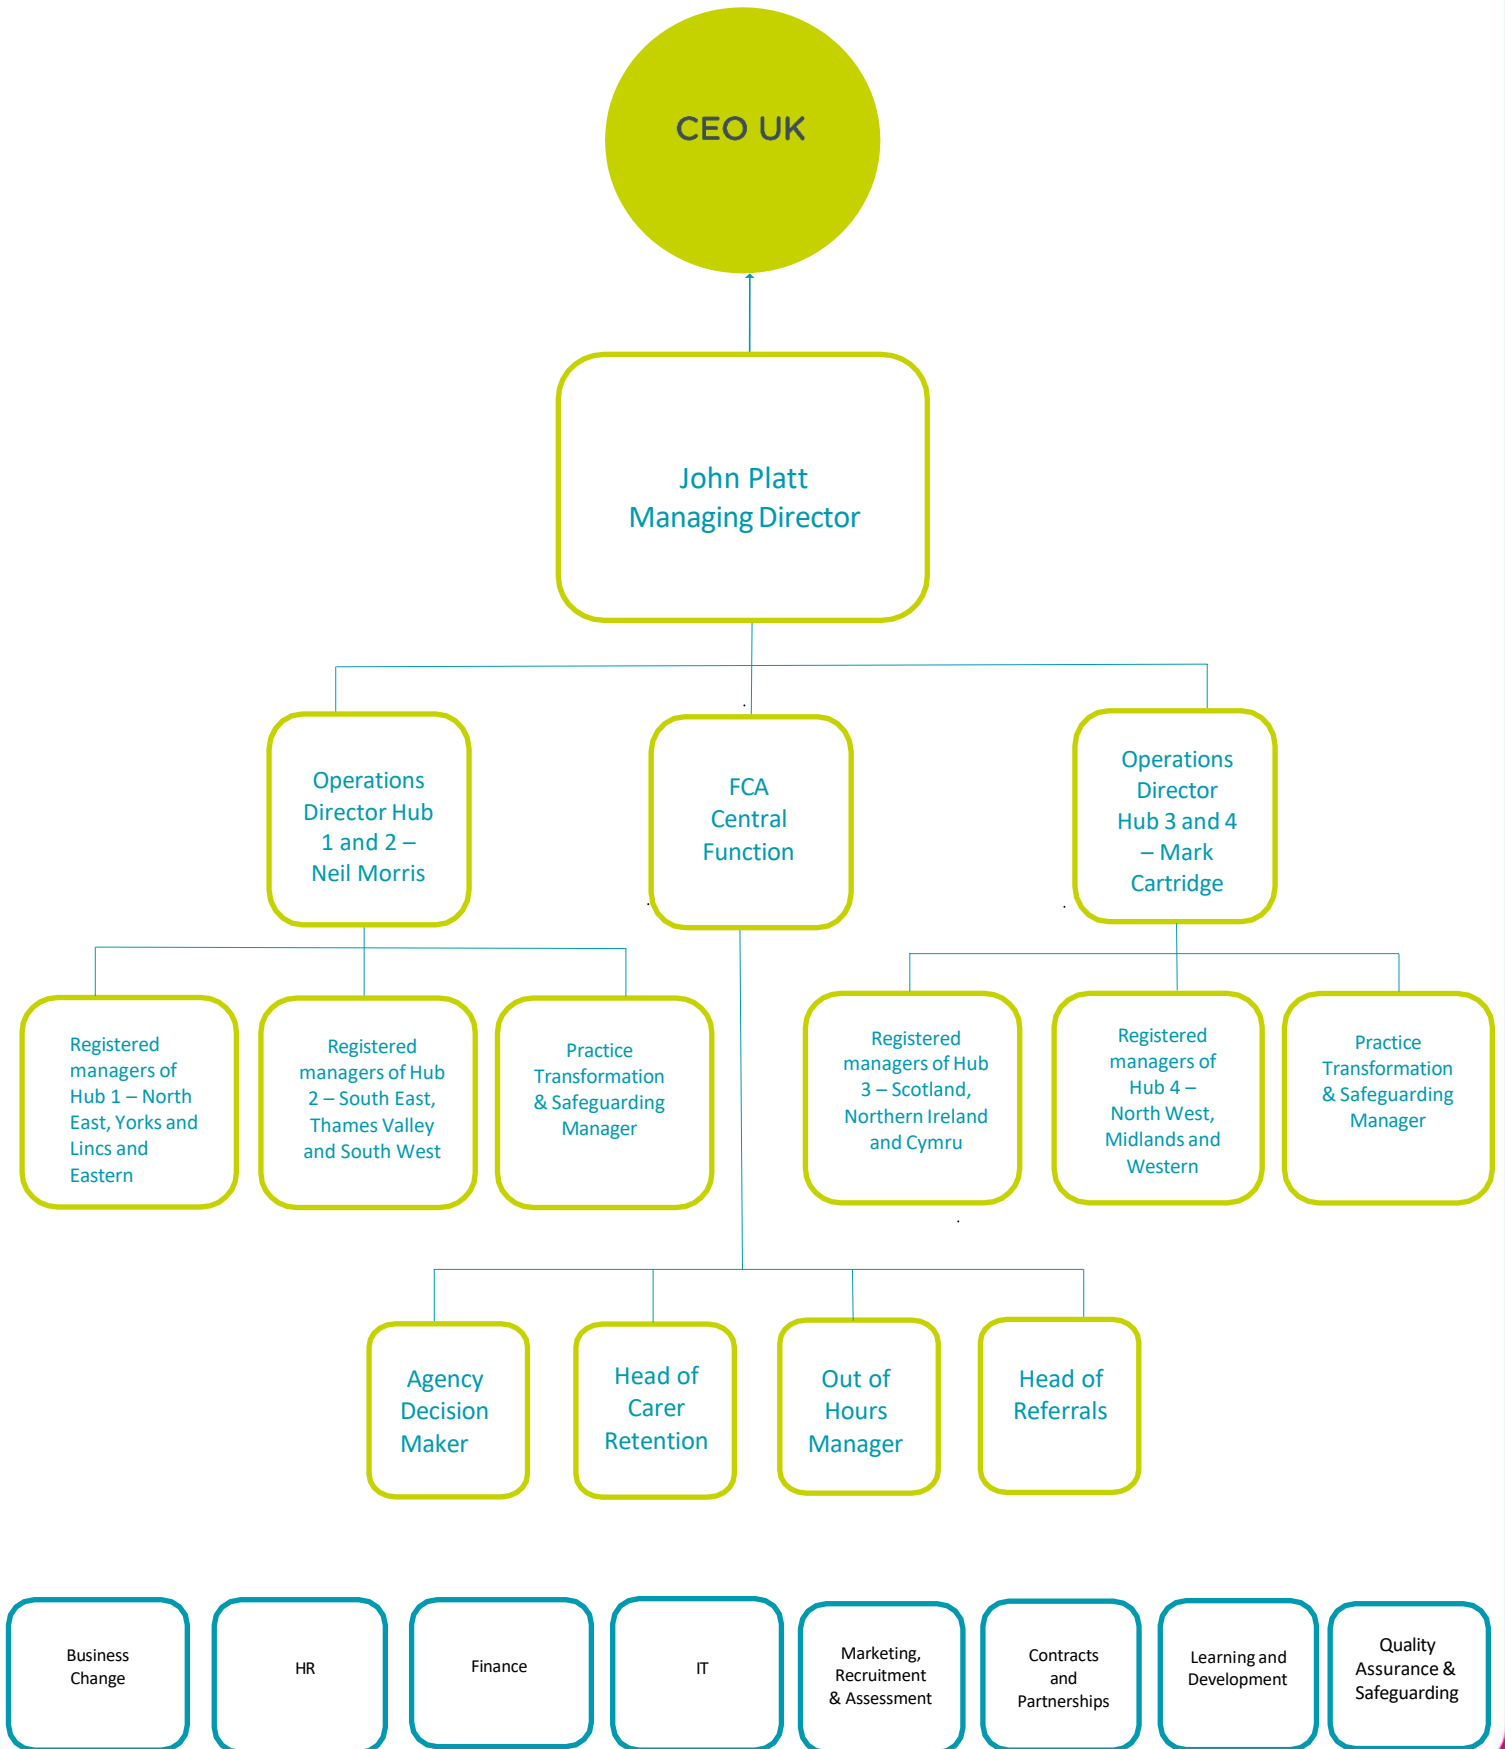 CEO UK
John Platt
Managing Director
Operations
Director Hub
1 and 2 –
Neil Morris
FCA
Central
Function
Operations
Director
Hub 3 and 4
– Mark
Cartridge
Registered
managers of
Hub 1 – North
East, Yorks and
Lincs and
Eastern
Registered
managers of Hub
2 – South East,
Thames Valley
and South West
Practice
Transformation
& Safeguarding
Manager
Registered
managers of Hub
3 – Scotland,
Northern Ireland
and Cymru
Registered
managers of
Hub 4 –
North West,
Midlands and
Western
Practice
Transformation
& Safeguarding
Manager
Agency
Decision
Maker
Head of
Carer
Retention
Out of
Hours
Manager
Head of
Referrals
Business
Change
HR
Finance
IT
Marketing,
Recruitment
& Assessment
Contracts
and
Partnerships
Learning and
Development
Quality
Assurance &
Safeguarding